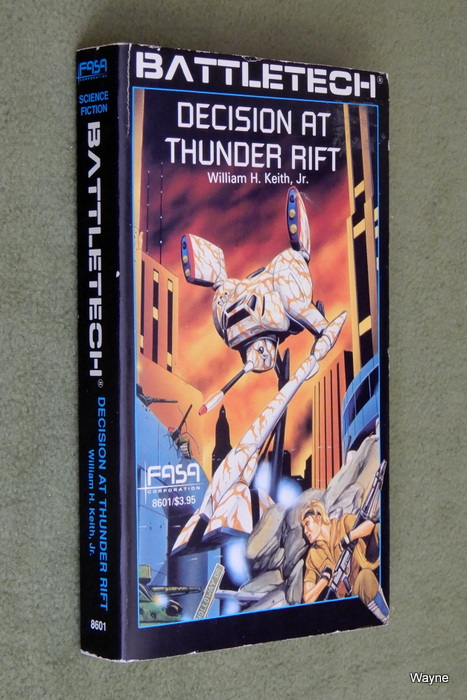 FASA
SCIENCE
FICTION
BATTLETECH®
DECISION AT THUNDER RIFT
William H. Keith, Jr.
8601
BATTLETECH®
DECISION AT
THUNDER RIFT
William H. Keith, Jr.
FASA
CORPORATION
8601/$3.95
Wayne